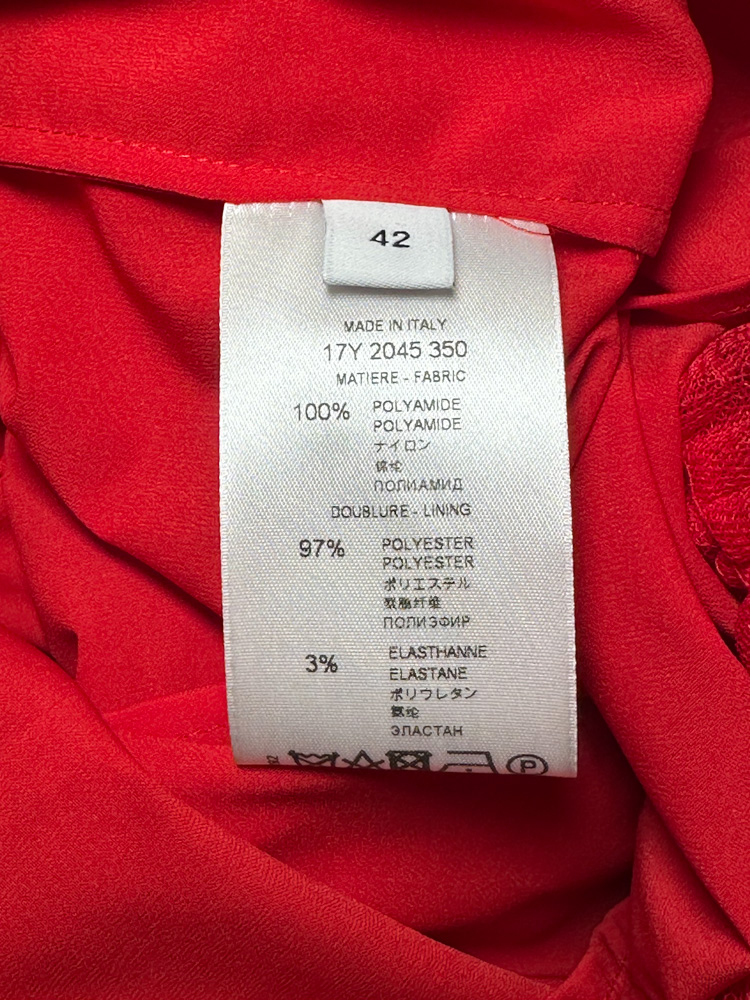 42
MADE IN ITALY
17Y 2045 350
MATIERE - FABRIC
100% POLYAMIDE
POLYAMIDE
ナイロン
锦纶
ПОЛИАМИД
DOUBLURE - LINING
97% POLYESTER
POLYESTER
ポリエステル
聚脂纤维
ПОЛИЭФИР
3% ELASTHANNE
ELASTANE
ポリウレタン
氨纶
ЭЛАСТАН
P